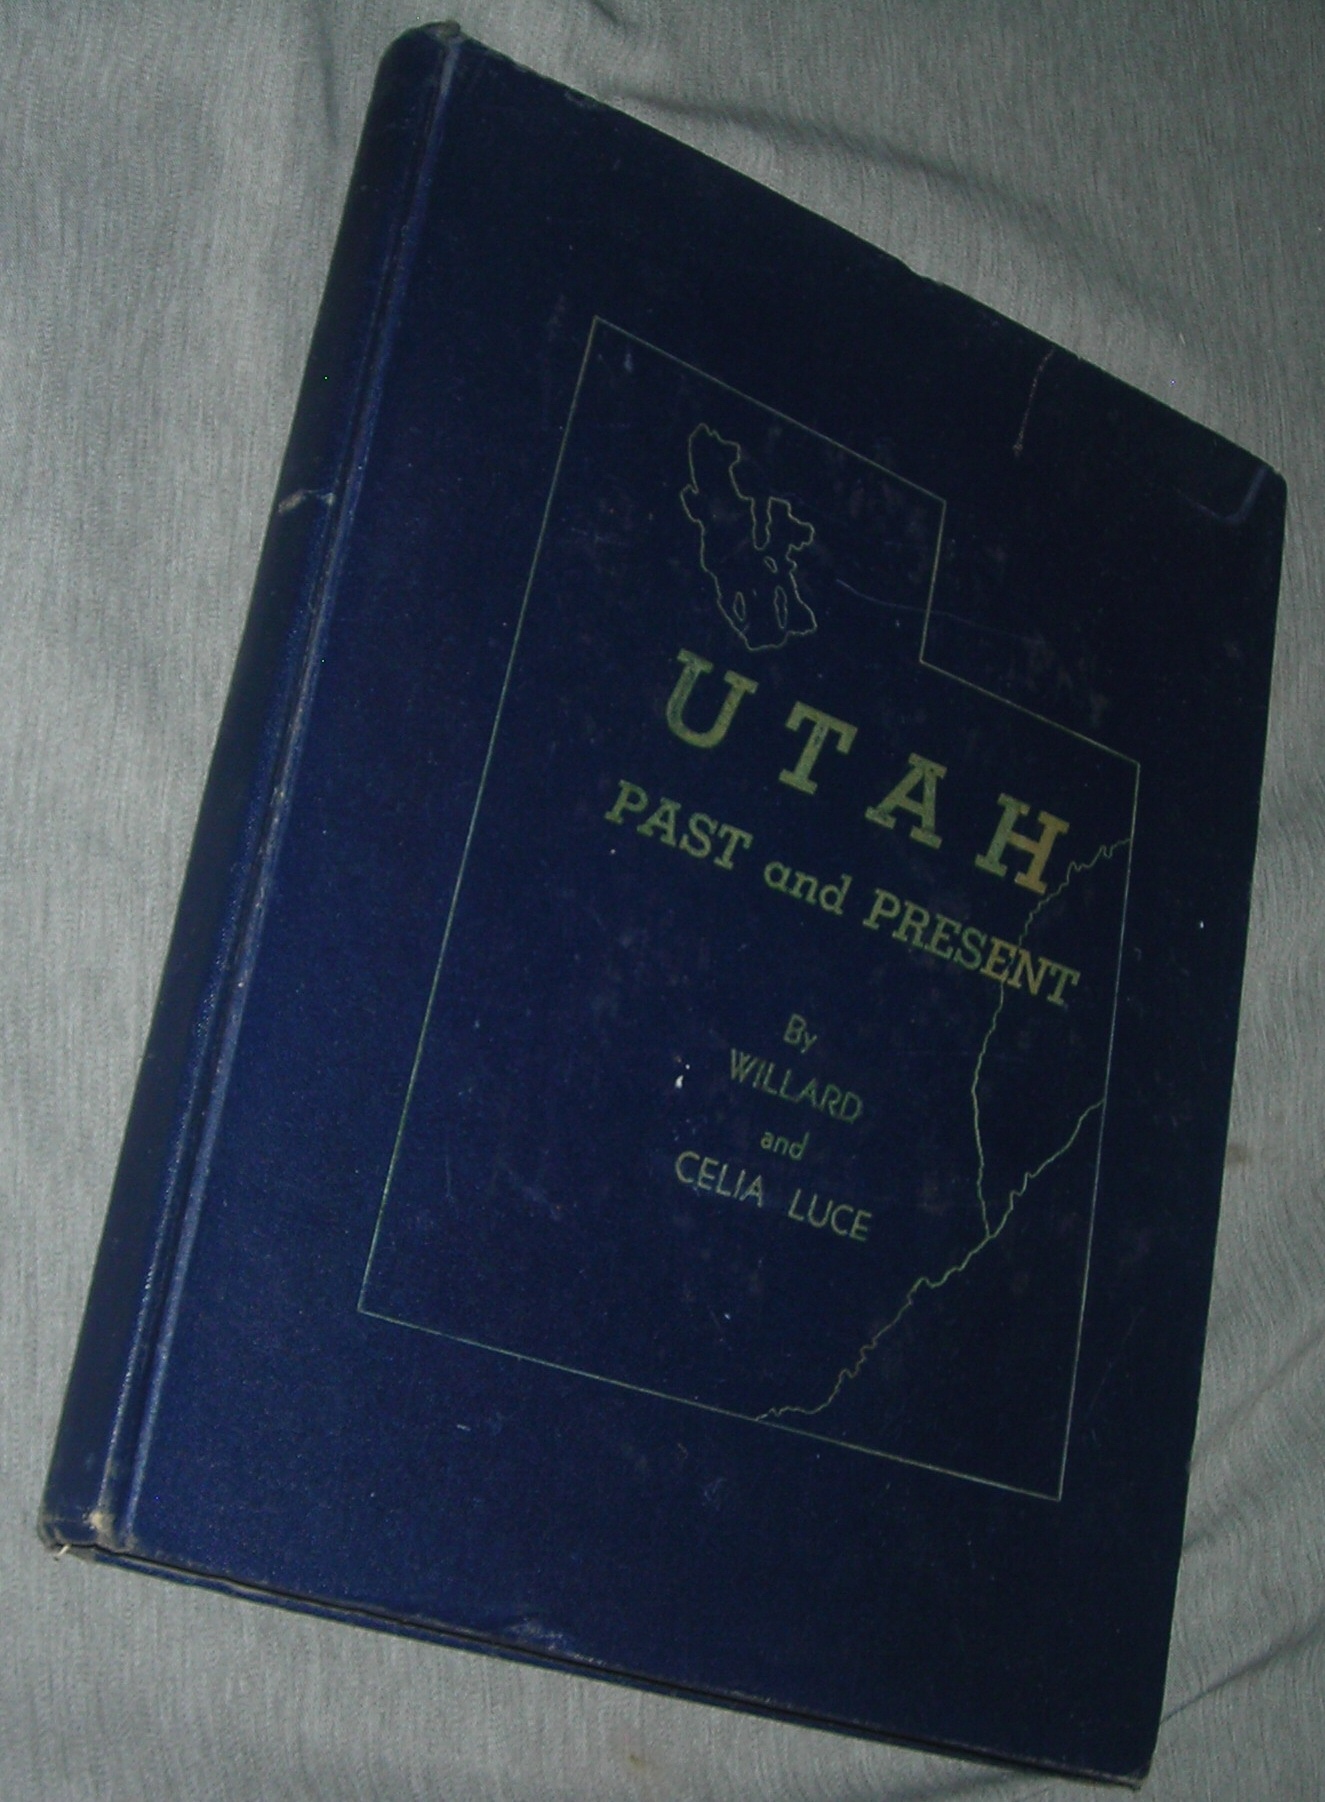 UTAH
PAST and PRESENT
By
WILLARD
and
CELIA LUCE